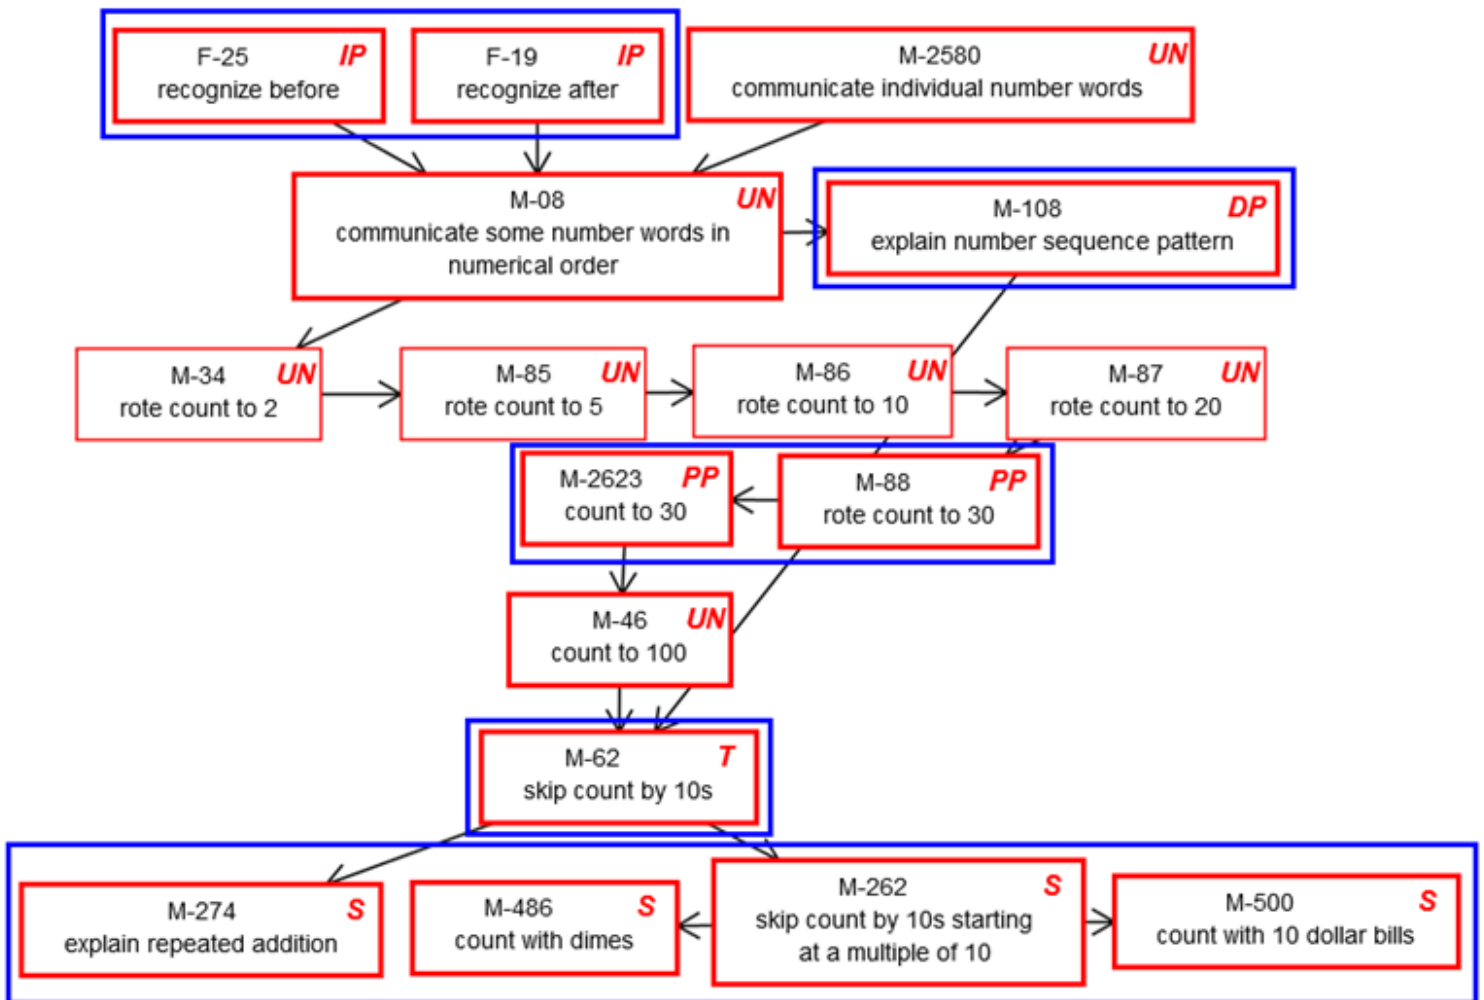 F-25 IP
recognize before
F-19 IP
recognize after
M-2580 UN
communicate individual number words
M-08 UN
communicate some number words in
numerical order
M-108 DP
explain number sequence pattern
M-34 UN
rote count to 2
M-85 UN
rote count to 5
M-86 UN
rote count to 10
M-87 UN
rote count to 20
M-2623 PP
count to 30
M-88 PP
rote count to 30
M-46 UN
count to 100
M-62 T
skip count by 10s
M-274 S
explain repeated addition
M-486 S
count with dimes
M-262 S
skip count by 10s starting
at a multiple of 10
M-500 S
count with 10 dollar bills